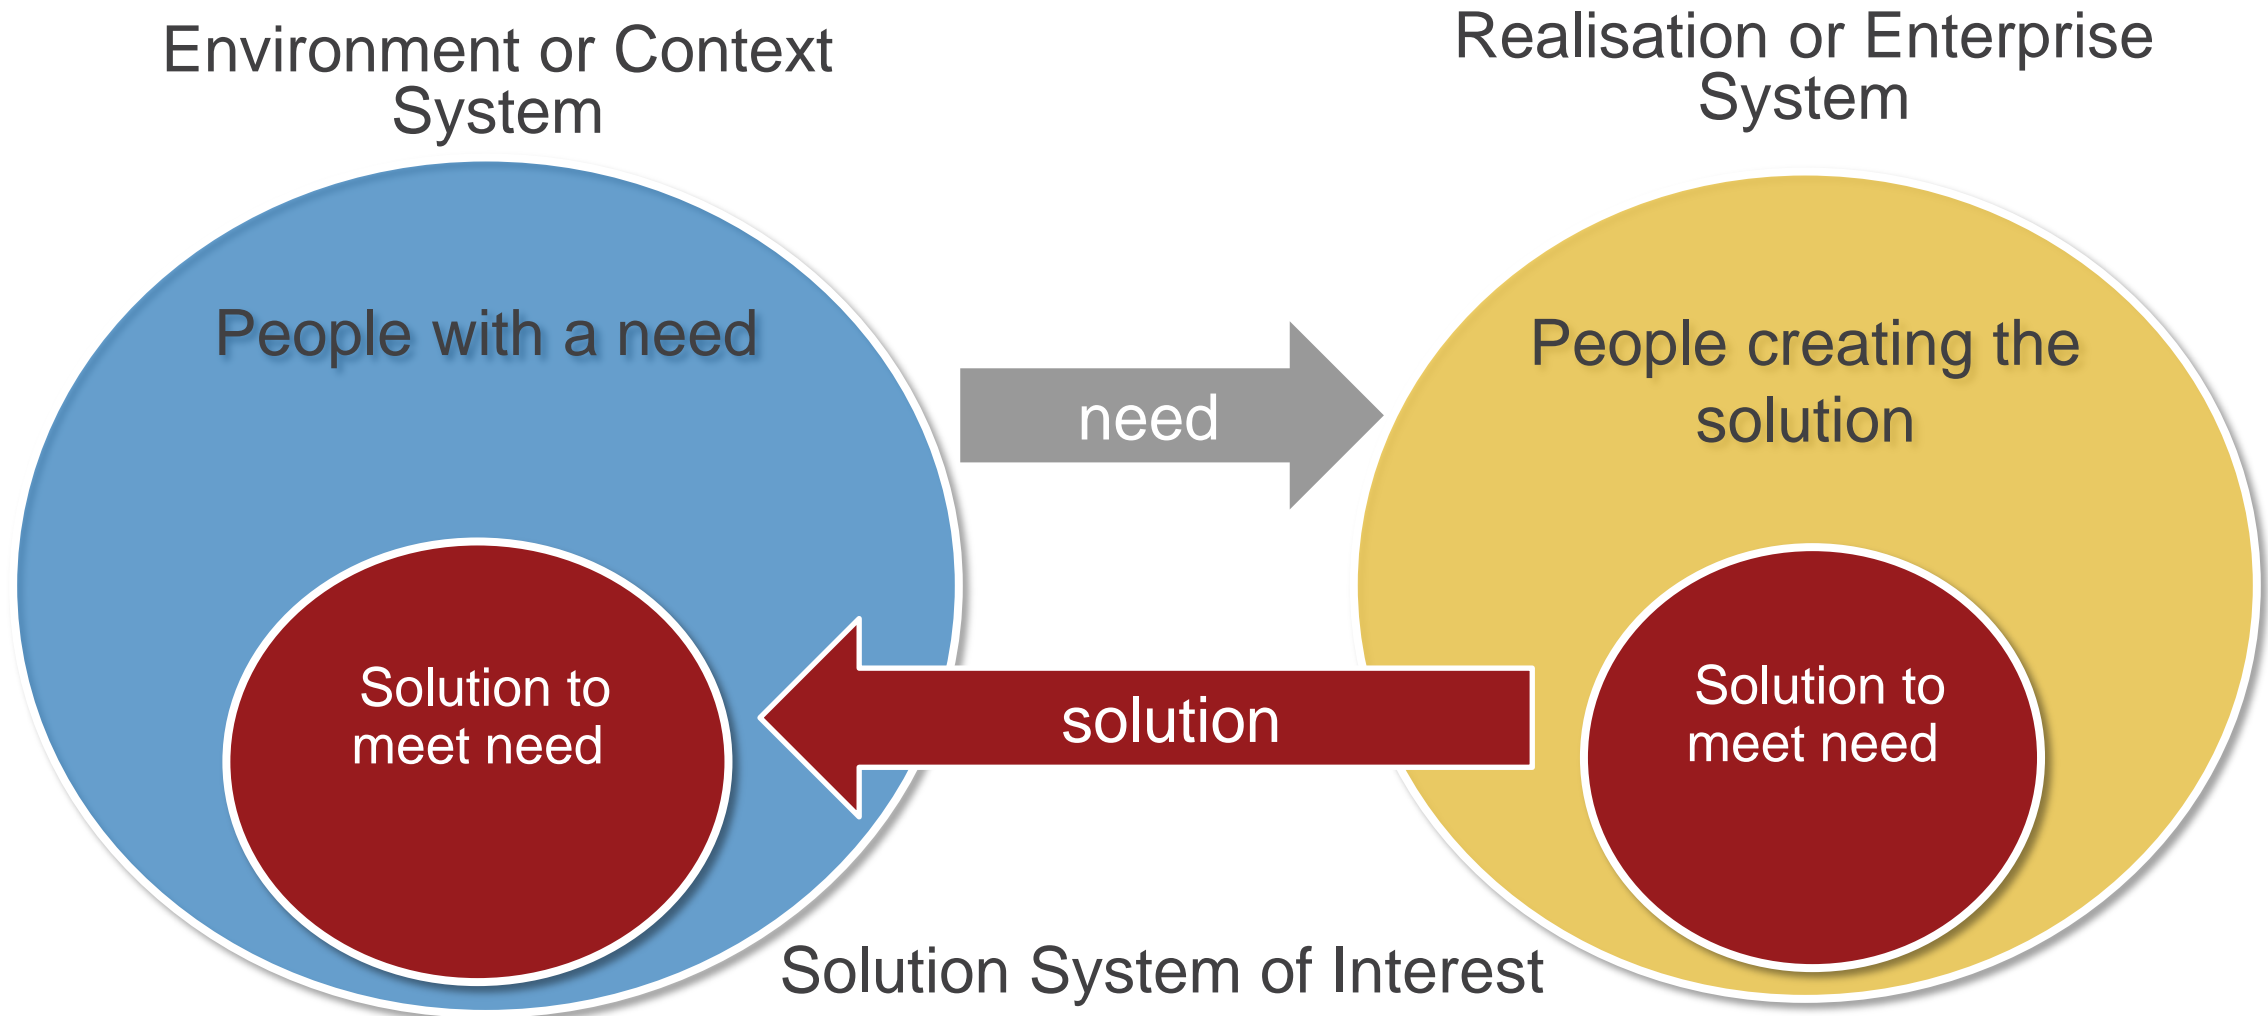 Environment or Context
System
Realisation or Enterprise
System
People with a need
People creating the
solution
need
Solution to
meet need
solution
Solution to
meet need
Solution System of Interest